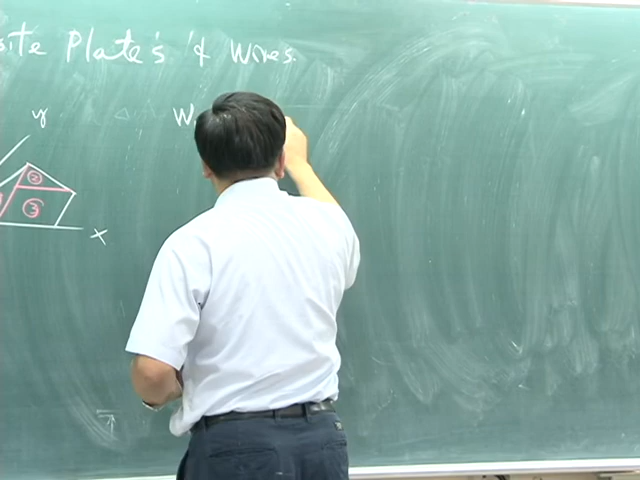 site Plate's & Wires.
y
W
②
③
x